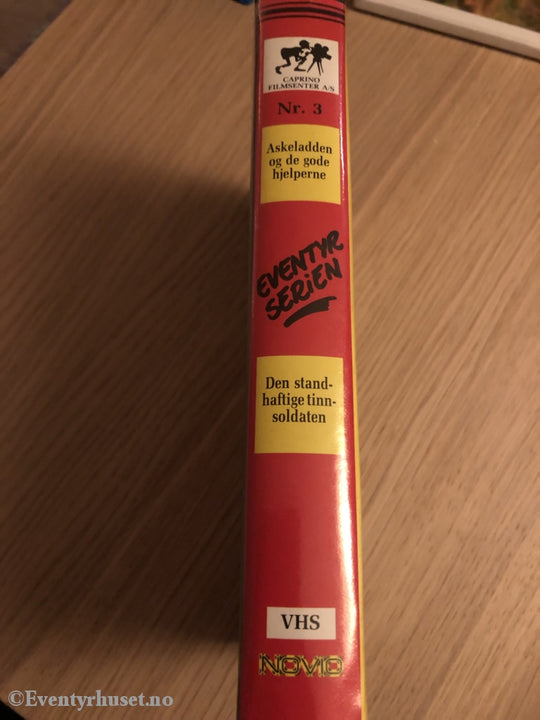 CAPRINO
FILMSENTER A/S
Nr. 3
Askeladden
og de gode
hjelperne
EVENTYR
SERiEN
Den stand-
haftige tinn-
soldaten
VHS
NOVIO
©Eventyrhuset.no